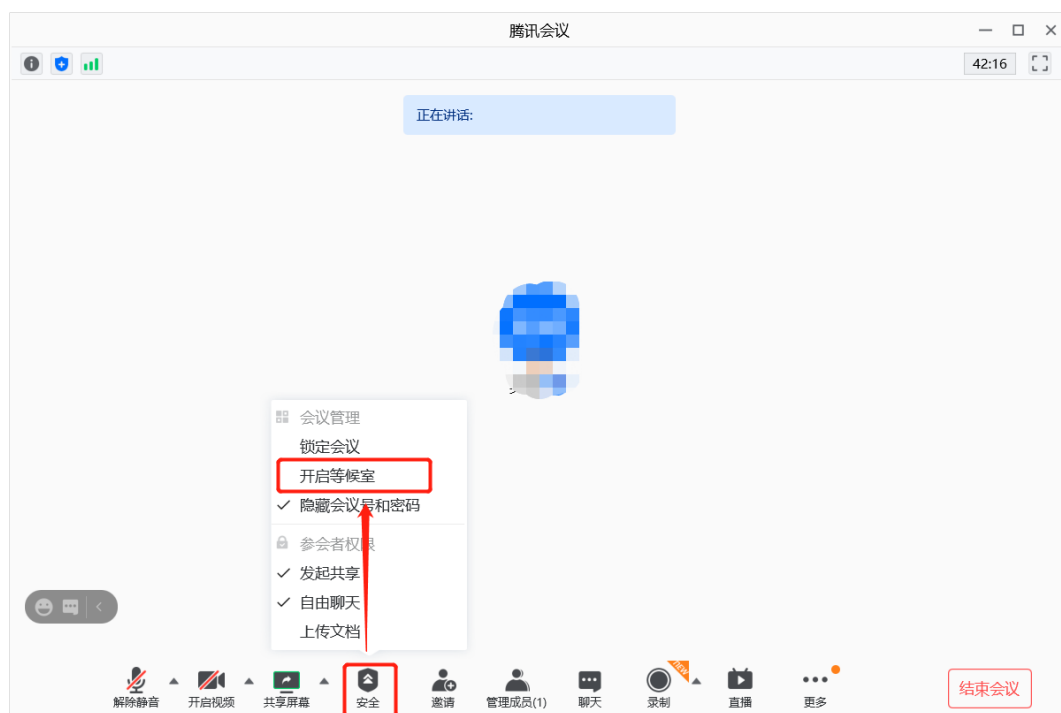 腾讯会议
42:16
正在讲话:
会议管理
锁定会议
开启等候室
隐藏会议号和密码
参会者权限
发起共享
自由聊天
上传文档
解除静音
开启视频
共享屏幕
安全
邀请
管理成员(1)
聊天
录制
NEW
直播
更多
结束会议